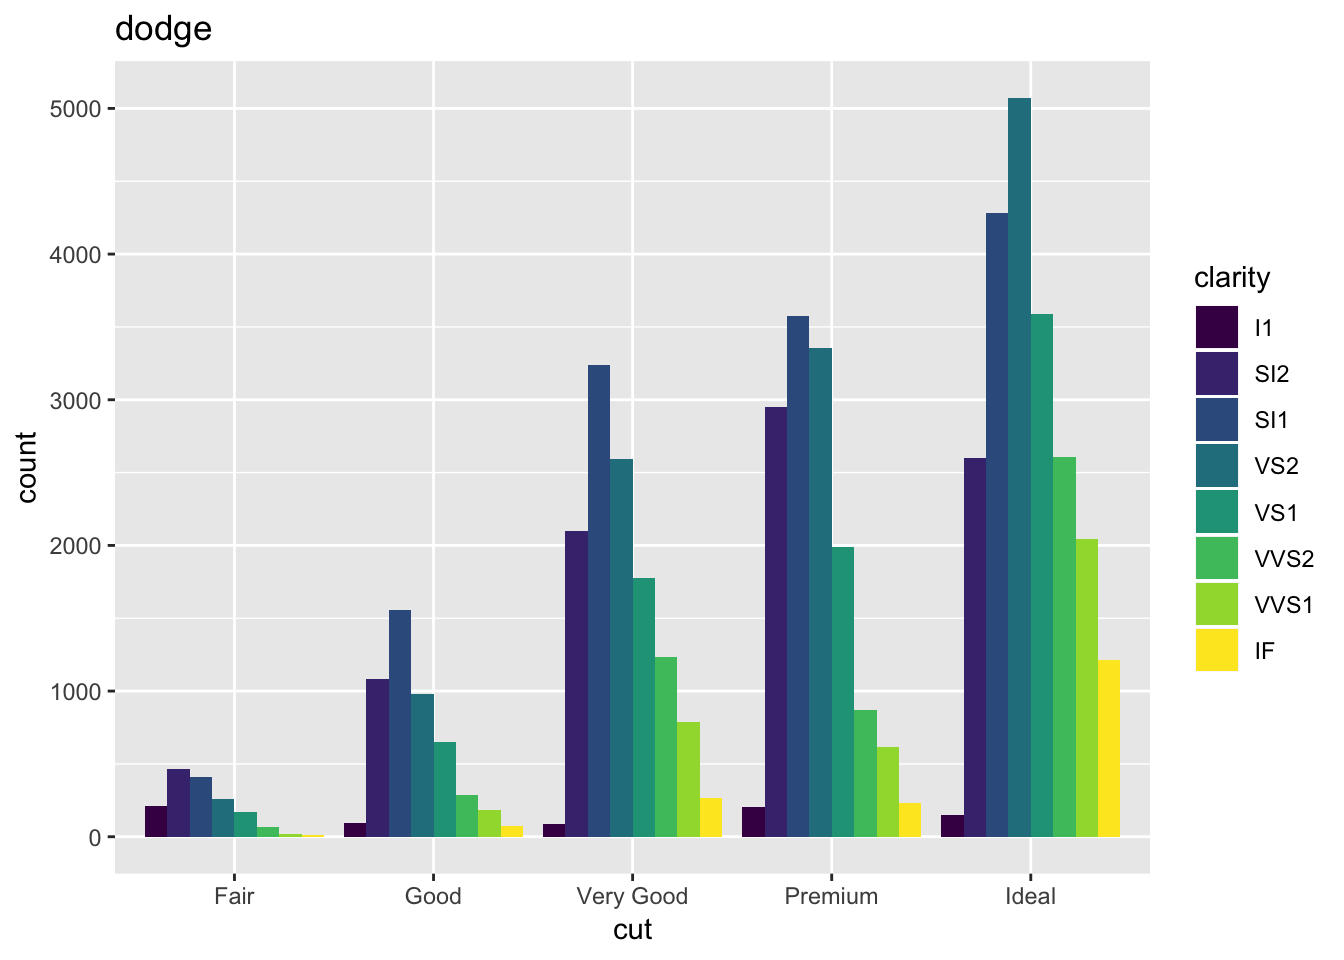 dodge
count
5000
4000
3000
2000
1000
0
Fair
Good
Very Good
Premium
Ideal
cut
clarity
I1
SI2
SI1
VS2
VS1
VVS2
VVS1
IF